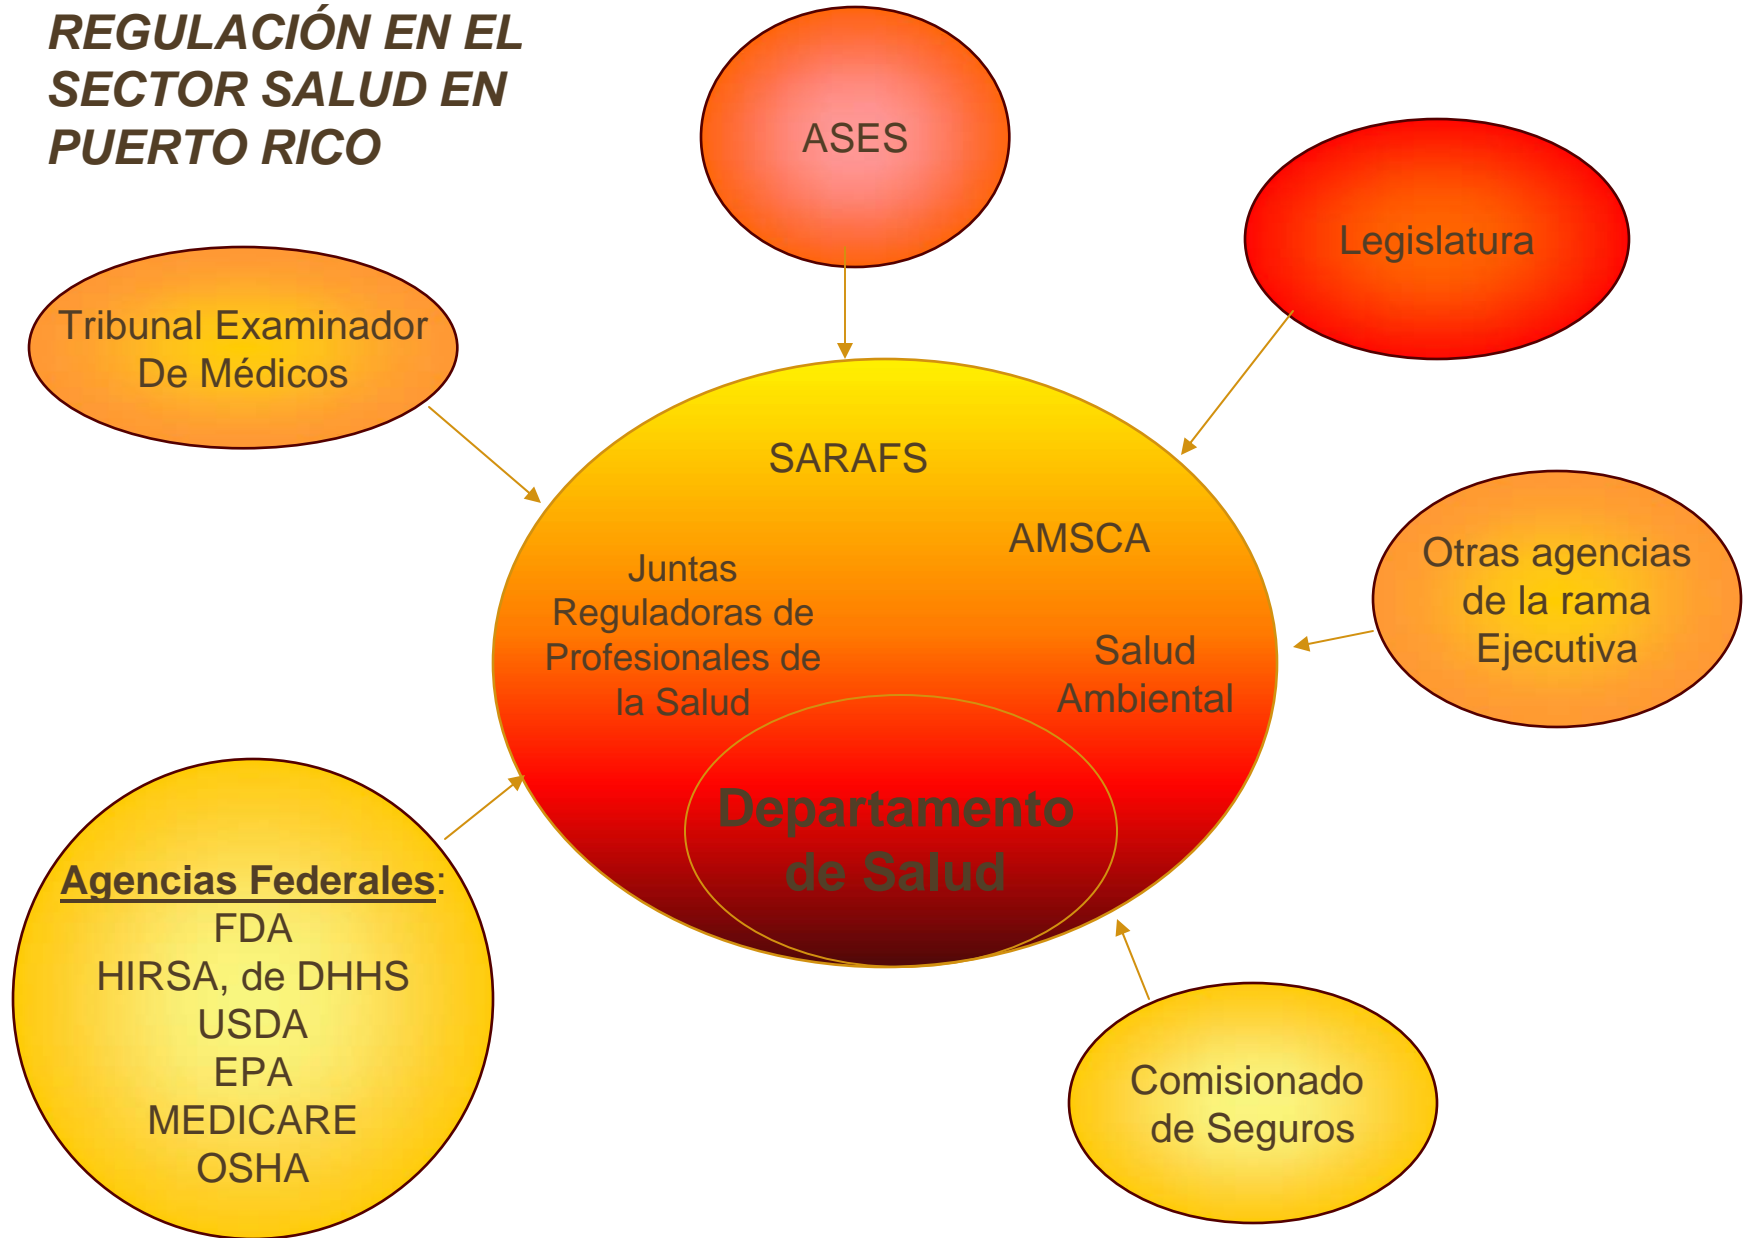 REGULACIÓN EN EL
SECTOR SALUD EN
PUERTO RICO
ASES
Legislatura
Tribunal Examinador
De Médicos
SARAFS
AMSCA
Juntas
Reguladoras de
Profesionales de
la Salud
Salud
Ambiental
Otras agencias
de la rama
Ejecutiva
Departamento
de Salud
Agencias Federales:
FDA
HIRSA, de DHHS
USDA
EPA
MEDICARE
OSHA
Comisionado
de Seguros